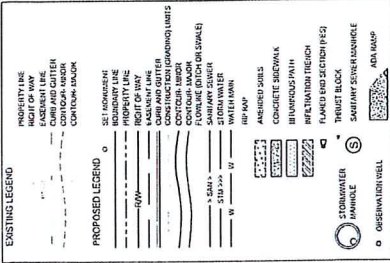 EXISTING LEGEND
PROPERTY LINE
RIGHT OF WAY
EASEMENT LINE
CURB AND GUTTER
CONTOUR- MINOR
CONTOUR- MAJOR
PROPOSED LEGEND
SET MONUMENT
BOUNDARY LINE
PROPERTY LINE
R/W
RIGHT OF WAY
EASEMENT LINE
CURB AND GUTTER
CONSTRUCTION (GRADING) LIMITS
CONTOUR- MINOR
CONTOUR- MAJOR
FLOWLINE (DITCH OR SWALE)
> SAN >
SANITARY SEWER
STM >>>
STORM WATER
W W
WATER MAIN
RIP RAP
AMENDED SOILS
CONCRETE SIDEWALK
BITUMINOUS PATH
INFILTRATION TRENCH
FLARED END SECTION (FES)
THRUST BLOCK
STORMWATER MANHOLE
S
SANITARY SEWER MANHOLE
OBSERVATION WELL
ADA RAMP